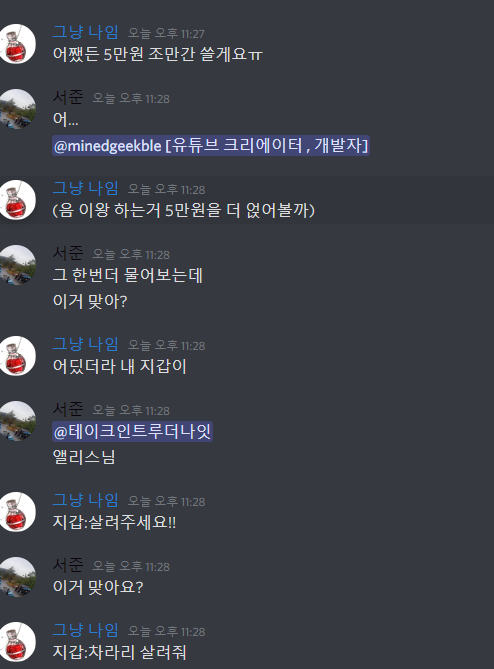 그냥 나임 오늘 오후 11:27
어쨌든 5만원 조만간 쏠게요ㅠ
서준 오늘 오후 11:28
어...
@minedgeekble [유튜브 크리에이터 , 개발자]
그냥 나임 오늘 오후 11:28
(음 이왕 하는거 5만원을 더 얹어볼까)
서준 오늘 오후 11:28
그 한번더 물어보는데
이거 맞아?
그냥 나임 오늘 오후 11:28
어딨더라 내 지갑이
서준 오늘 오후 11:28
@테이크인트루더나잇
앨리스님
그냥 나임 오늘 오후 11:28
지갑:살려주세요!!
서준 오늘 오후 11:28
이거 맞아요?
그냥 나임 오늘 오후 11:28
지갑:차라리 살려줘